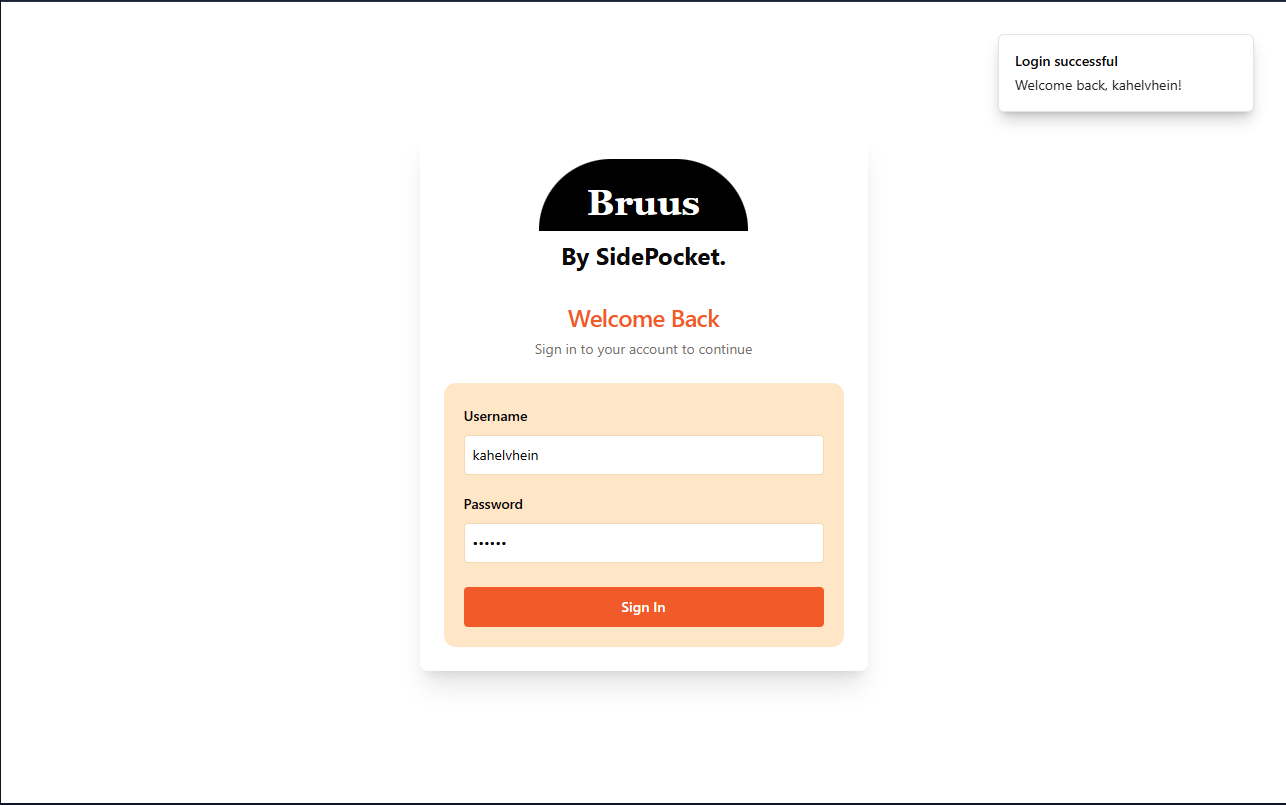 Login successful
Welcome back, kahelvhein!
Bruus
By SidePocket.
Welcome Back
Sign in to your account to continue
Username
kahelvhein
Password
••••••
Sign In